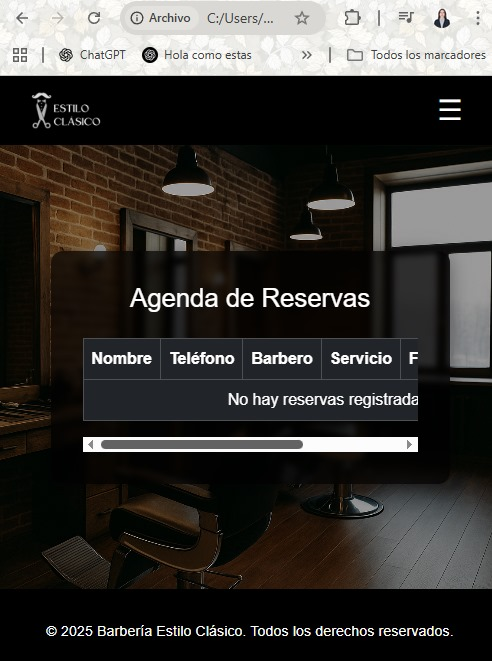 Archivo C:/Users/...
ChatGPT Hola como estas » Todos los marcadores
ESTILO
CLÁSICO
Agenda de Reservas
Nombre Teléfono Barbero Servicio F
No hay reservas registrada
© 2025 Barbería Estilo Clásico. Todos los derechos reservados.